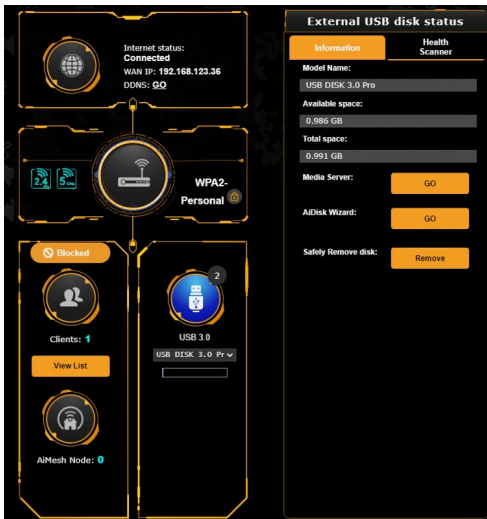 Internet status:
Connected
WAN IP: 192.168.123.36
DDNS: GO
2.4
5
WPA2-
Personal
Blocked
Clients: 1
View List
AiMesh Node: 0
2
USB 3.0
USB DISK 3.0 Pr
External USB disk status
Information
Health
Scanner
Model Name:
USB DISK 3.0 Pro
Available space:
0.986 GB
Total space:
0.991 GB
Media Server:
GO
AiDisk Wizard:
GO
Safely Remove disk:
Remove